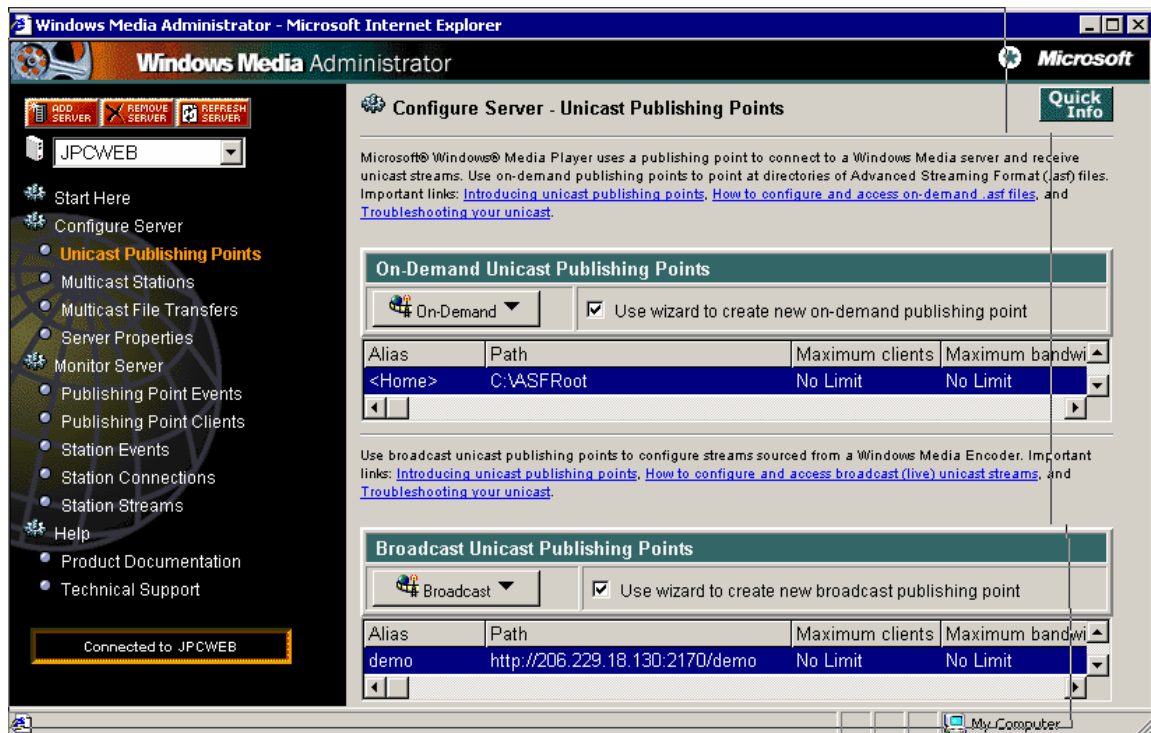 Windows Media Administrator - Microsoft Internet Explorer
Windows Media Administrator
Microsoft
ADD SERVER
REMOVE SERVER
REFRESH SERVER
JPCWEB
Start Here
Configure Server
Unicast Publishing Points
Multicast Stations
Multicast File Transfers
Server Properties
Monitor Server
Publishing Point Events
Publishing Point Clients
Station Events
Station Connections
Station Streams
Help
Product Documentation
Technical Support
Connected to JPCWEB
Configure Server - Unicast Publishing Points
Quick Info
Microsoft® Windows® Media Player uses a publishing point to connect to a Windows Media server and receive
unicast streams. Use on-demand publishing points to point at directories of Advanced Streaming Format (.asf) files.
Important links: Introducing unicast publishing points, How to configure and access on-demand .asf files, and
Troubleshooting your unicast.
On-Demand Unicast Publishing Points
On-Demand
Use wizard to create new on-demand publishing point
Alias Path Maximum clients Maximum bandwi
<Home> C:\ASFRoot No Limit No Limit
Use broadcast unicast publishing points to configure streams sourced from a Windows Media Encoder. Important
links: Introducing unicast publishing points, How to configure and access broadcast (live) unicast streams, and
Troubleshooting your unicast.
Broadcast Unicast Publishing Points
Broadcast
Use wizard to create new broadcast publishing point
Alias Path Maximum clients Maximum bandwi
demo http://206.229.18.130:2170/demo No Limit No Limit
My Computer